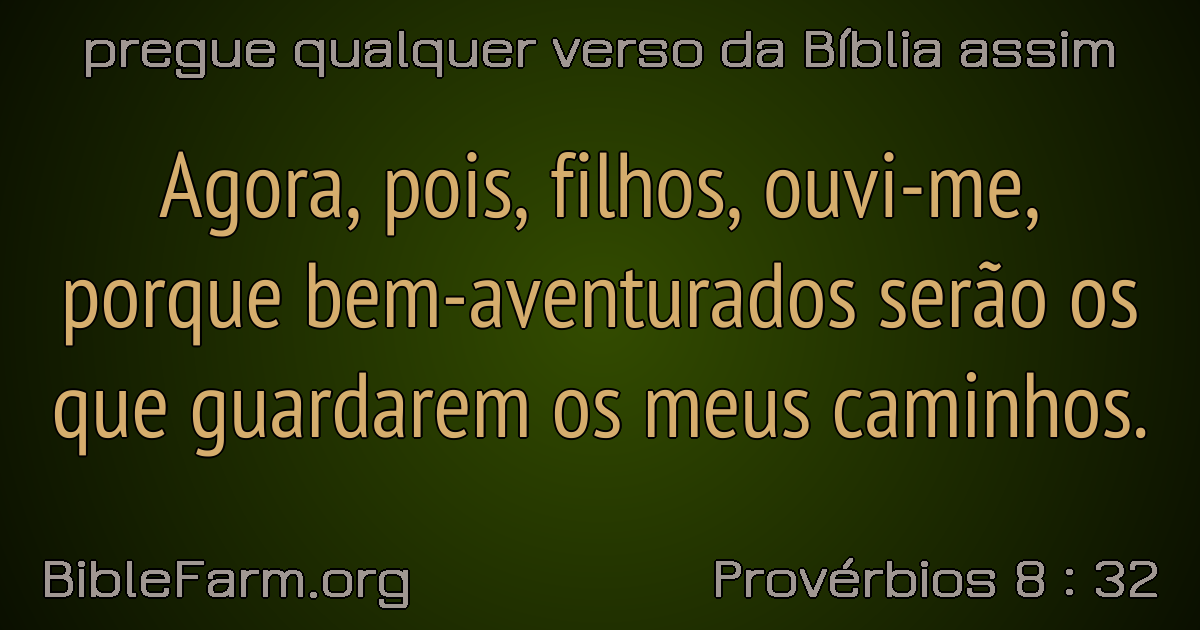 pregue qualquer verso da Bíblia assim
Agora, pois, filhos, ouvi-me,
porque bem-aventurados serão os
que guardarem os meus caminhos.
BibleFarm.org
Provérbios 8 : 32